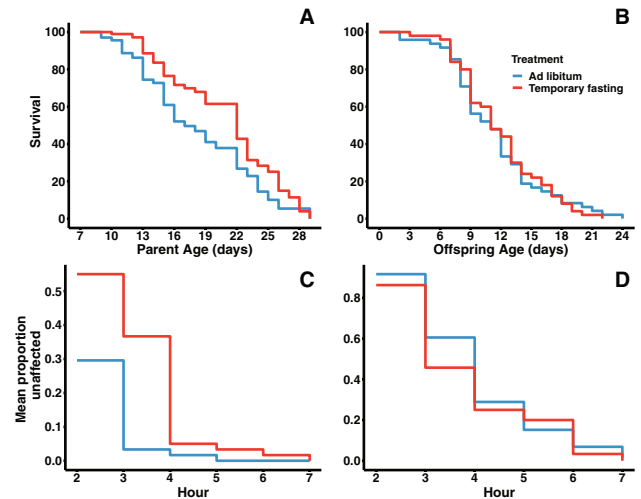 A
B
100
80
60
40
20
0
Survival
7 10 13 16 19 22 25 28
Parent Age (days)
100
80
60
40
20
0
Treatment
Ad libitum
Temporary fasting
0 3 6 9 12 15 18 21 24
Offspring Age (days)
C
D
0.5
0.4
0.3
0.2
0.1
0.0
Mean proportion
unaffected
2 3 4 5 6 7
Hour
0.8
0.6
0.4
0.2
0.0
2 3 4 5 6 7
Hour